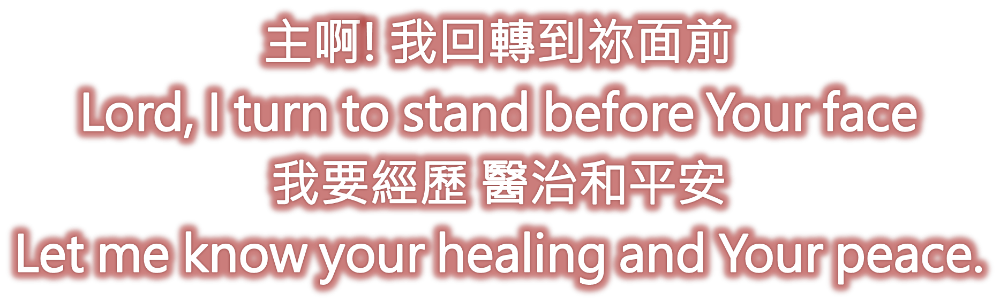 主啊! 我回轉到祢面前
Lord, I turn to stand before Your face
我要經歷 醫治和平安
Let me know your healing and Your peace.